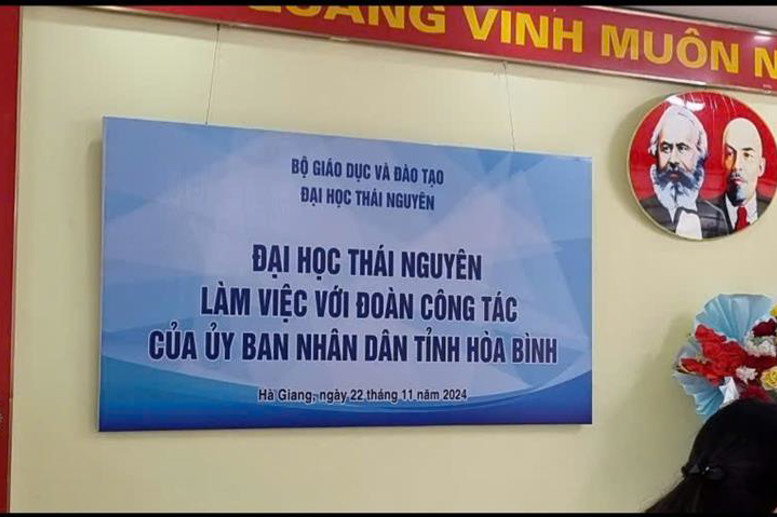 QUANG VINH MUÔN N
BỘ GIÁO DỤC VÀ ĐÀO TẠO
ĐẠI HỌC THÁI NGUYÊN
ĐẠI HỌC THÁI NGUYÊN
LÀM VIỆC VỚI ĐOÀN CÔNG TÁC
CỦA ỦY BAN NHÂN DÂN TỈNH HÒA BÌNH
Hà Giang, ngày 22 tháng 11 năm 2024